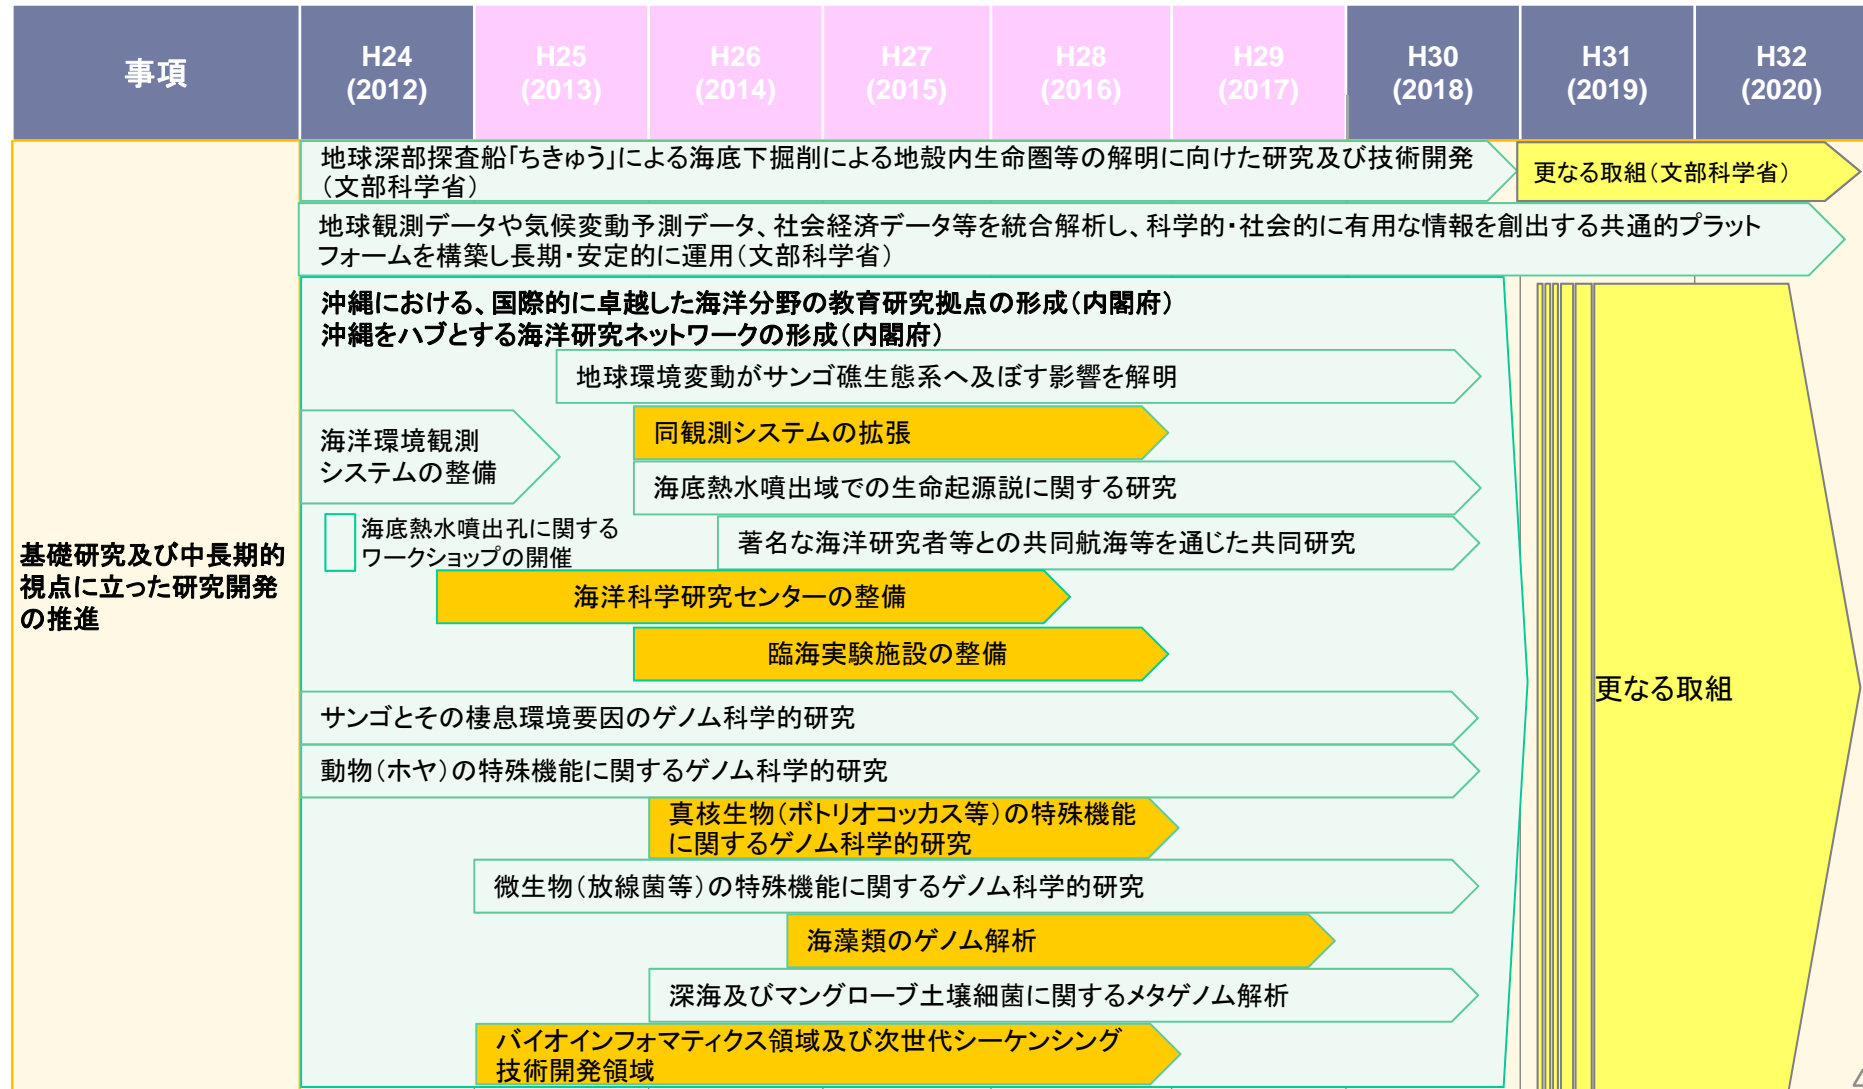 事項
H24
(2012)
H25
(2013)
H26
(2014)
H27
(2015)
H28
(2016)
H29
(2017)
H30
(2018)
H31
(2019)
H32
(2020)
基礎研究及び中長期的
視点に立った研究開発
の推進
地球深部探査船「ちきゅう」による海底下掘削による地殻内生命圏等の解明に向けた研究及び技術開発
（文部科学省）
更なる取組（文部科学省）
地球観測データや気候変動予測データ、社会経済データ等を統合解析し、科学的・社会的に有用な情報を創出する共通的プラット
フォームを構築し長期・安定的に運用（文部科学省）
沖縄における、国際的に卓越した海洋分野の教育研究拠点の形成（内閣府）
沖縄をハブとする海洋研究ネットワークの形成（内閣府）
地球環境変動がサンゴ礁生態系へ及ぼす影響を解明
海洋環境観測
システムの整備
同観測システムの拡張
海底熱水噴出域での生命起源説に関する研究
海底熱水噴出孔に関する
ワークショップの開催
著名な海洋研究者等との共同航海等を通じた共同研究
海洋科学研究センターの整備
臨海実験施設の整備
更なる取組
サンゴとその棲息環境要因のゲノム科学的研究
動物（ホヤ）の特殊機能に関するゲノム科学的研究
真核生物（ボトリオコッカス等）の特殊機能
に関するゲノム科学的研究
微生物（放線菌等）の特殊機能に関するゲノム科学的研究
海藻類のゲノム解析
深海及びマングローブ土壌細菌に関するメタゲノム解析
バイオインフォマティクス領域及び次世代シーケンシング
技術開発領域